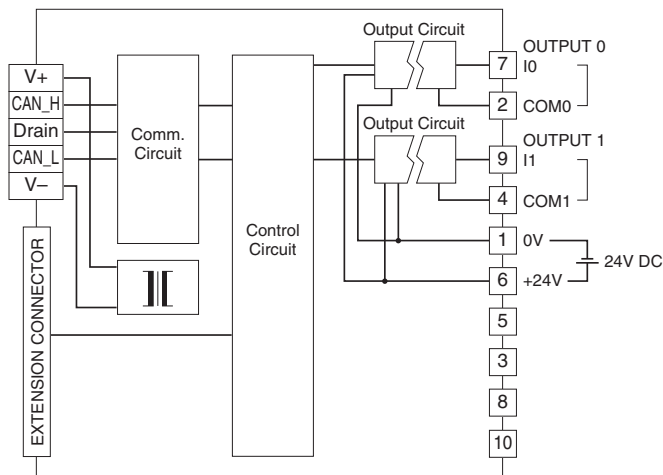 V+
CAN_H
Drain
CAN_L
V–
EXTENSION CONNECTOR
Comm.
Circuit
Control
Circuit
Output Circuit
Output Circuit
7
OUTPUT 0
I0
2
COM0
9
OUTPUT 1
I1
4
COM1
1
0V
24V DC
6
+24V
5
3
8
10